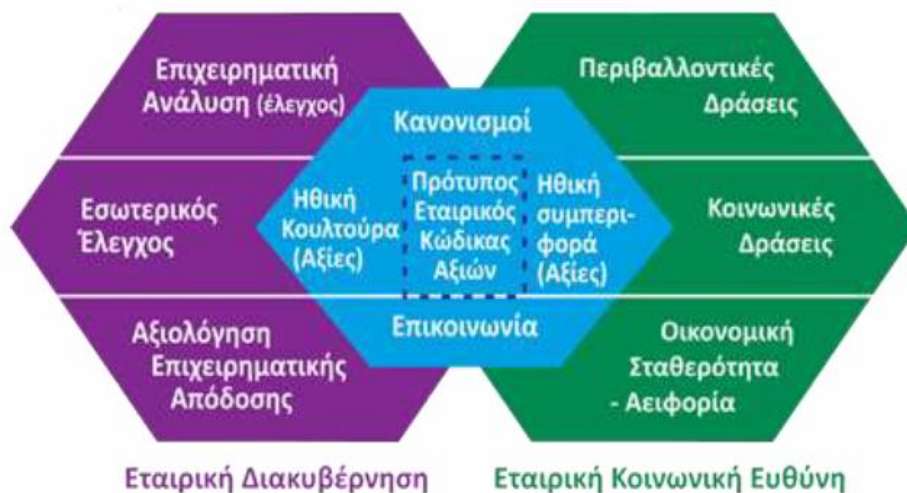 Επιχειρηματική
Ανάλυση (έλεγχος)
Εσωτερικός
Έλεγχος
Αξιολόγηση
Επιχειρηματικής
Απόδοσης
Κανονισμοί
Ηθική
Κουλτούρα
(Αξίες)
Πρότυπος
Εταιρικός
Κώδικας
Αξιών
Ηθική
συμπερι-
φορά
(Αξίες)
Επικοινωνία
Περιβαλλοντικές
Δράσεις
Κοινωνικές
Δράσεις
Οικονομική
Σταθερότητα
- Αειφορία
Εταιρική Διακυβέρνηση
Εταιρική Κοινωνική Ευθύνη